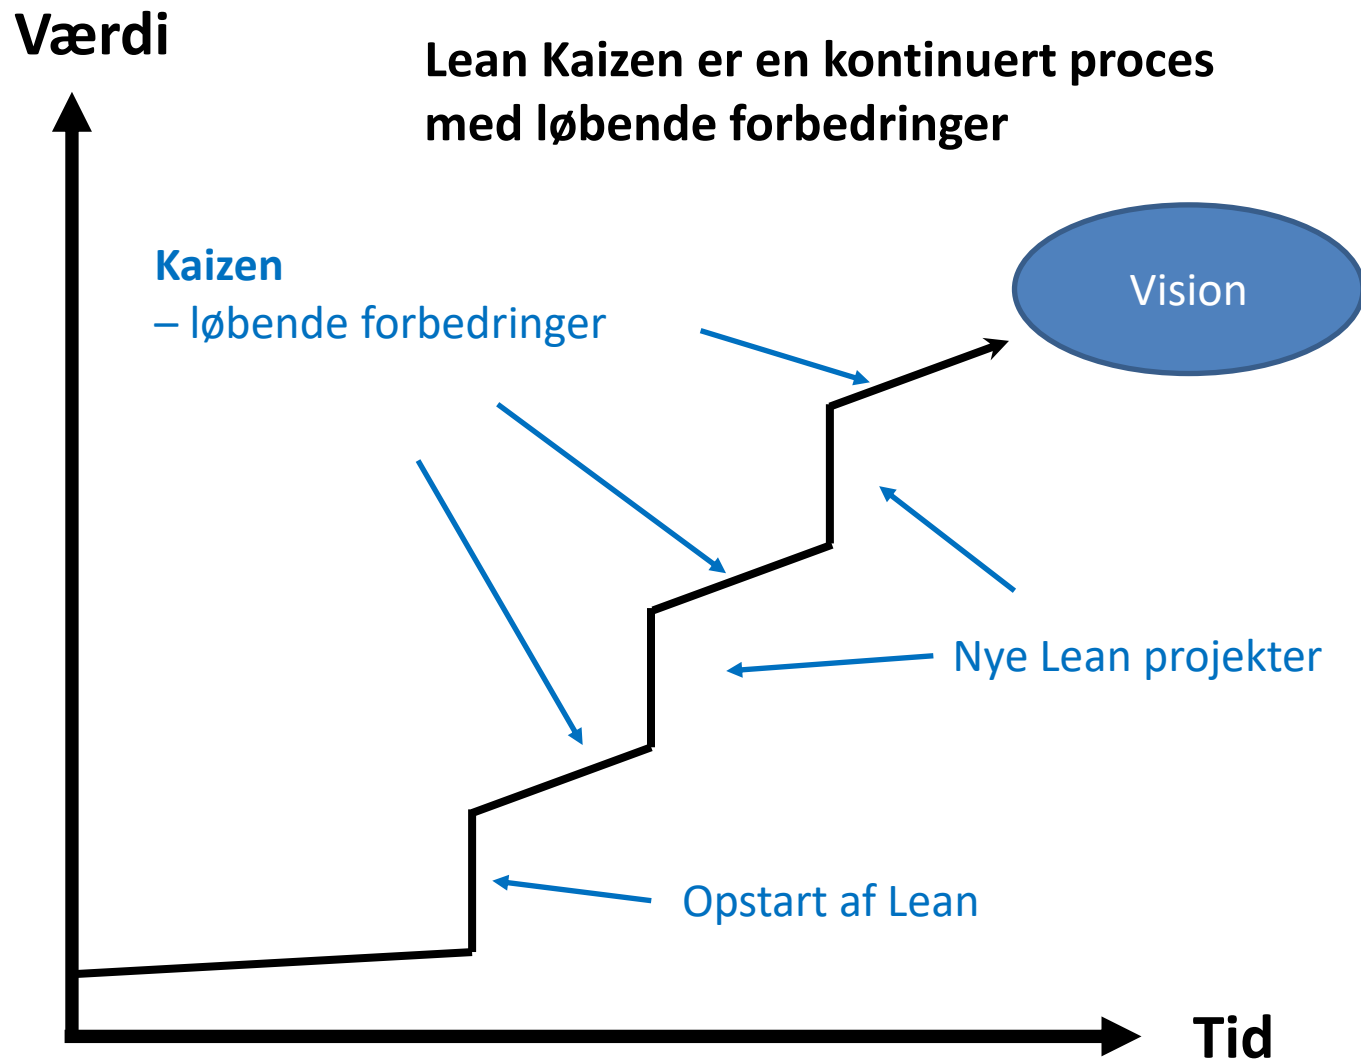 Værdi
Lean Kaizen er en kontinuert proces
med løbende forbedringer
Kaizen
– løbende forbedringer
Vision
Nye Lean projekter
Opstart af Lean
Tid